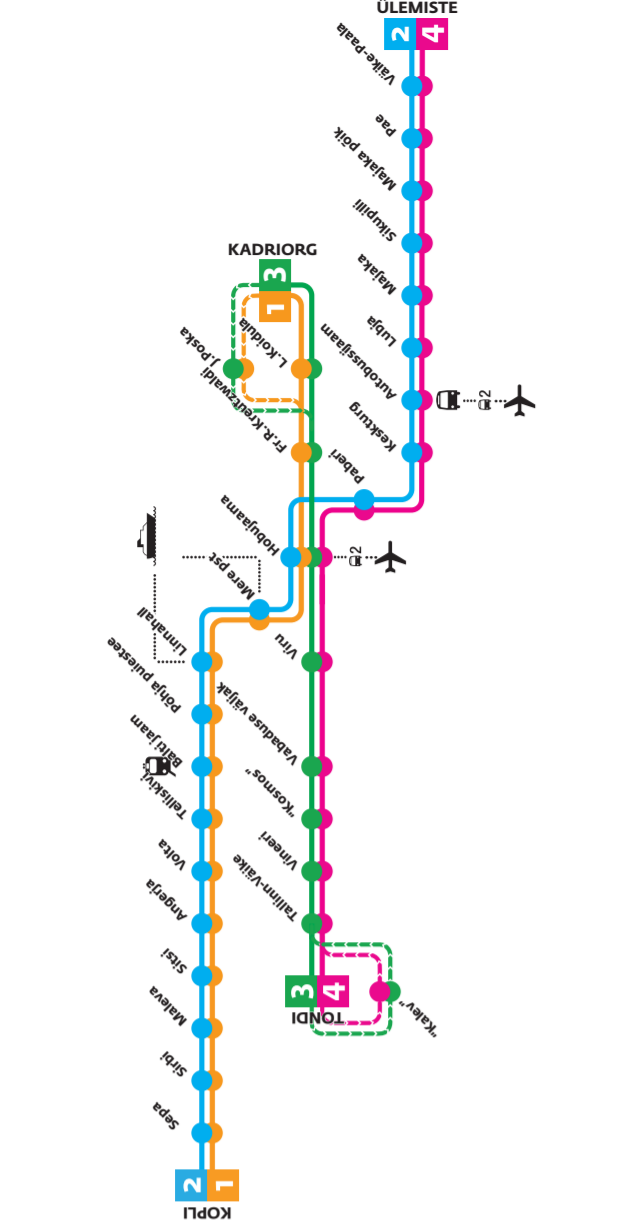 ÜLEMISTE
2 4
Väike-Paala
Pae
Majaka põik
Sikupilli
Majaka
Lubja
Autobussijaam
2
Keskturg
Paberi
KADRIORG
3
1
L.Koidula
J.Poska
Fr.R.Kreutzwaldi
Hobujaama
2
Mere pst
Linnahall
Viru
Põhja puiestee
Vabaduse väljak
Balti jaam
"Kosmos"
Telliskivi
Vineeri
Volta
Tallinn-Väike
Angerja
Sitsi
3 4
TONDI
"Kalev"
Maleva
Sirbi
Sepa
2 1
KOPLI